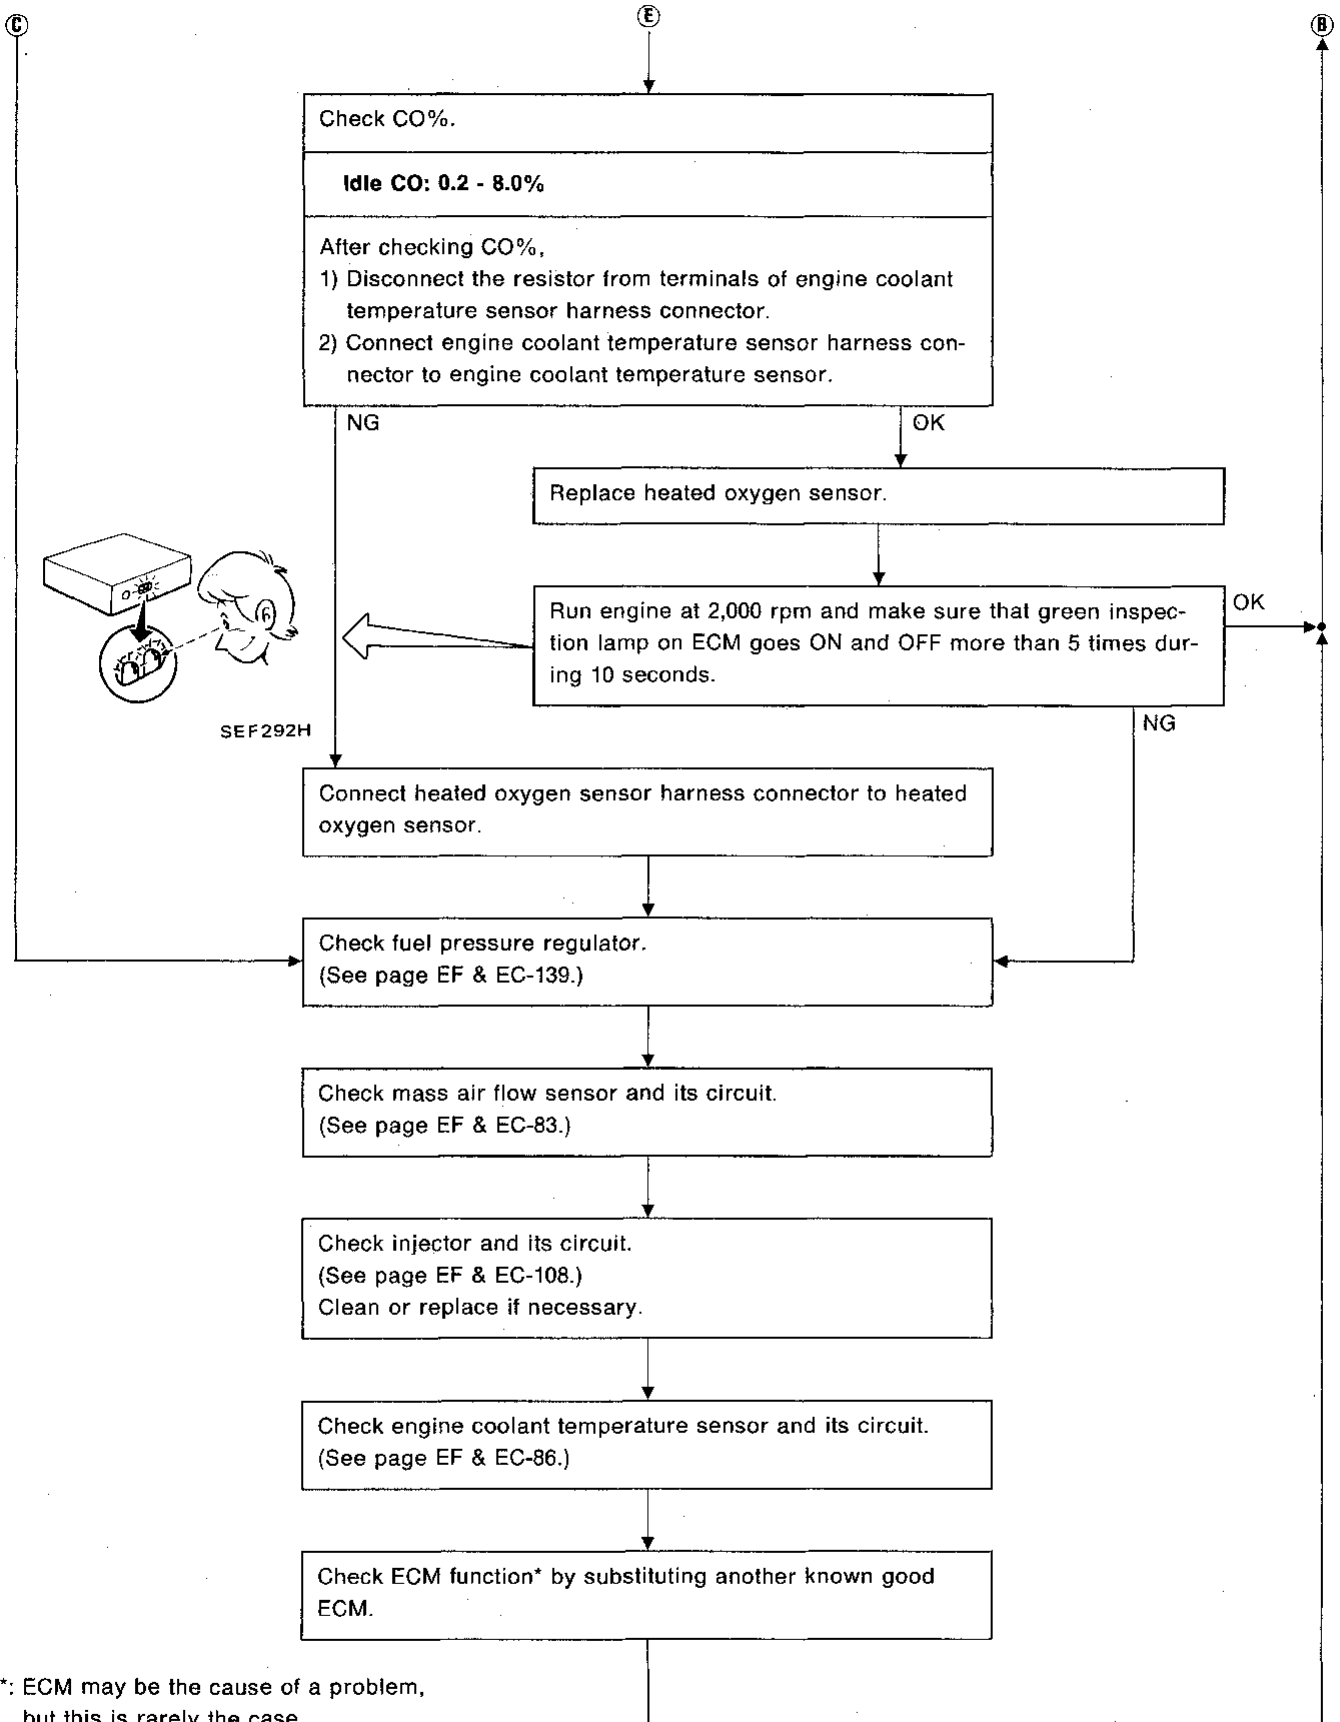 C
E
B
Check CO%.
Idle CO: 0.2 - 8.0%
After checking CO%,
1) Disconnect the resistor from terminals of engine coolant
temperature sensor harness connector.
2) Connect engine coolant temperature sensor harness con-
nector to engine coolant temperature sensor.
NG
OK
Replace heated oxygen sensor.
Run engine at 2,000 rpm and make sure that green inspec-
tion lamp on ECM goes ON and OFF more than 5 times dur-
ing 10 seconds.
OK
NG
SEF292H
Connect heated oxygen sensor harness connector to heated
oxygen sensor.
Check fuel pressure regulator.
(See page EF & EC-139.)
Check mass air flow sensor and its circuit.
(See page EF & EC-83.)
Check injector and its circuit.
(See page EF & EC-108.)
Clean or replace if necessary.
Check engine coolant temperature sensor and its circuit.
(See page EF & EC-86.)
Check ECM function* by substituting another known good
ECM.
*: ECM may be the cause of a problem,
but this is rarely the case.